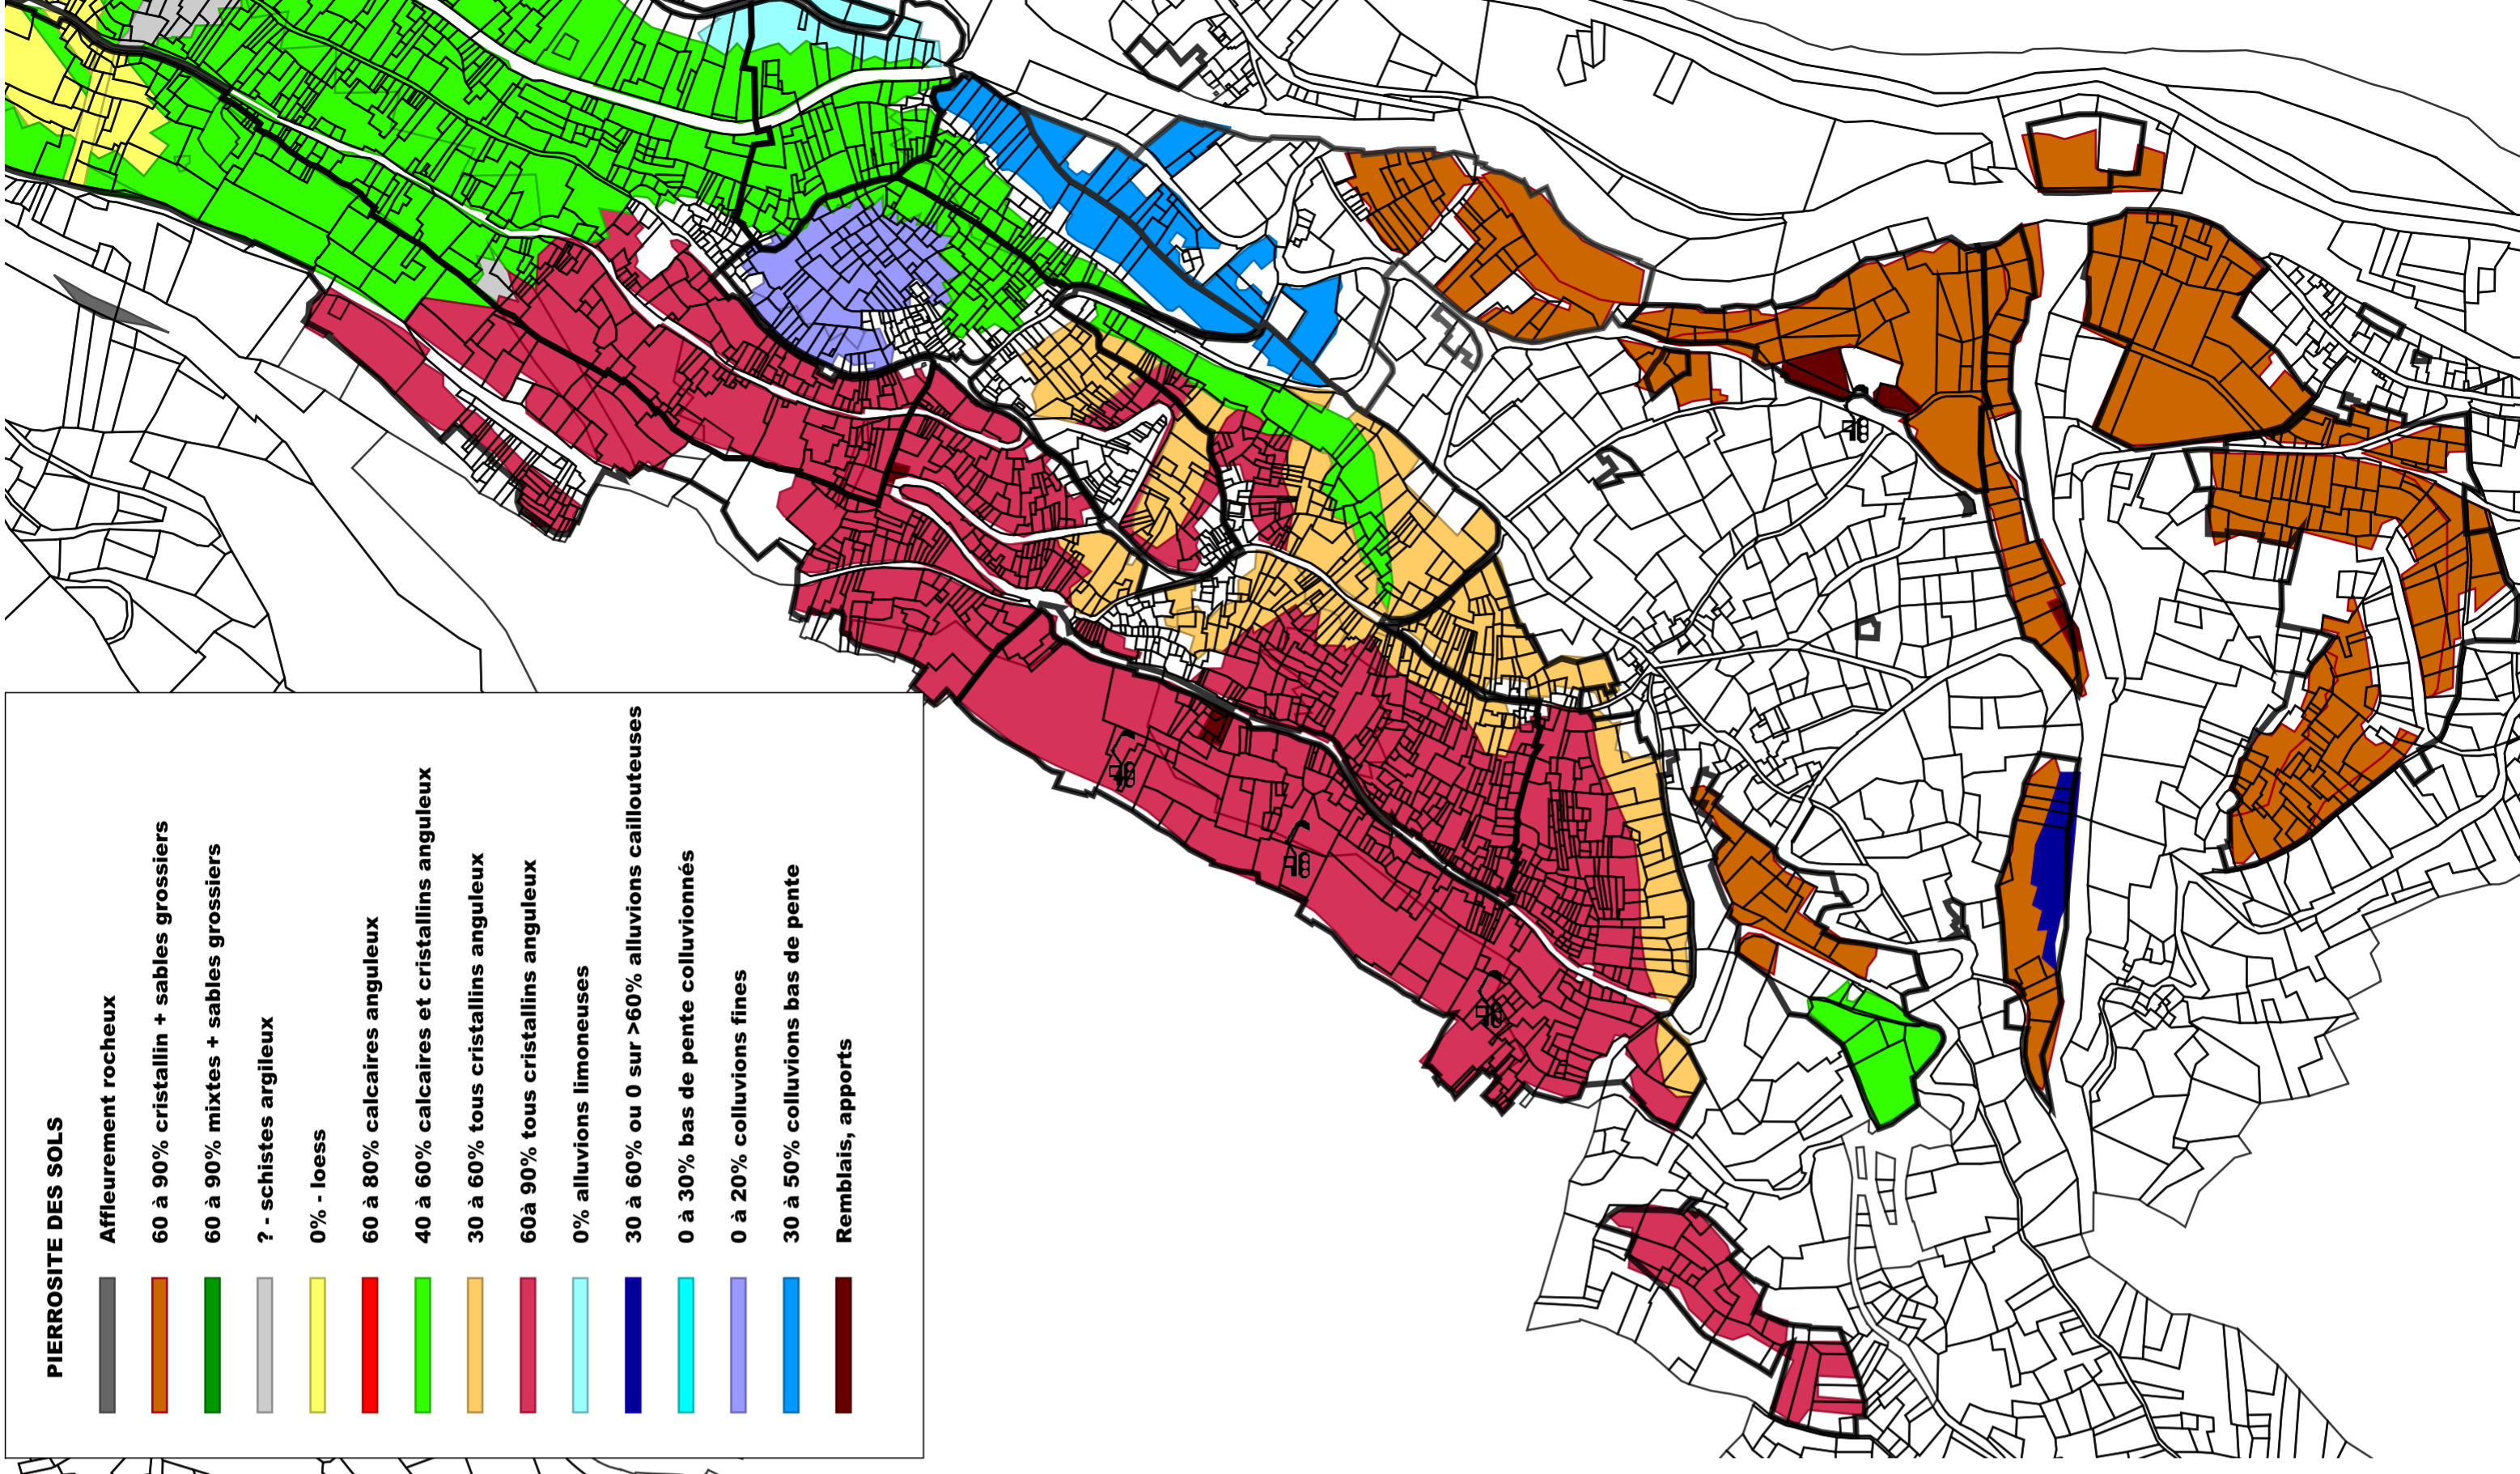 PIERROSITE DES SOLS
Affleurement rocheux
60 à 90% cristallin + sables grossiers
60 à 90% mixtes + sables grossiers
? - schistes argileux
0% - loess
60 à 80% calcaires anguleux
40 à 60% calcaires et cristallins anguleux
30 à 60% tous cristallins anguleux
60à 90% tous cristallins anguleux
0% alluvions limoneuses
30 à 60% ou 0 sur >60% alluvions caillouteuses
0 à 30% bas de pente colluvionnés
0 à 20% colluvions fines
30 à 50% colluvions bas de pente
Remblais, apports